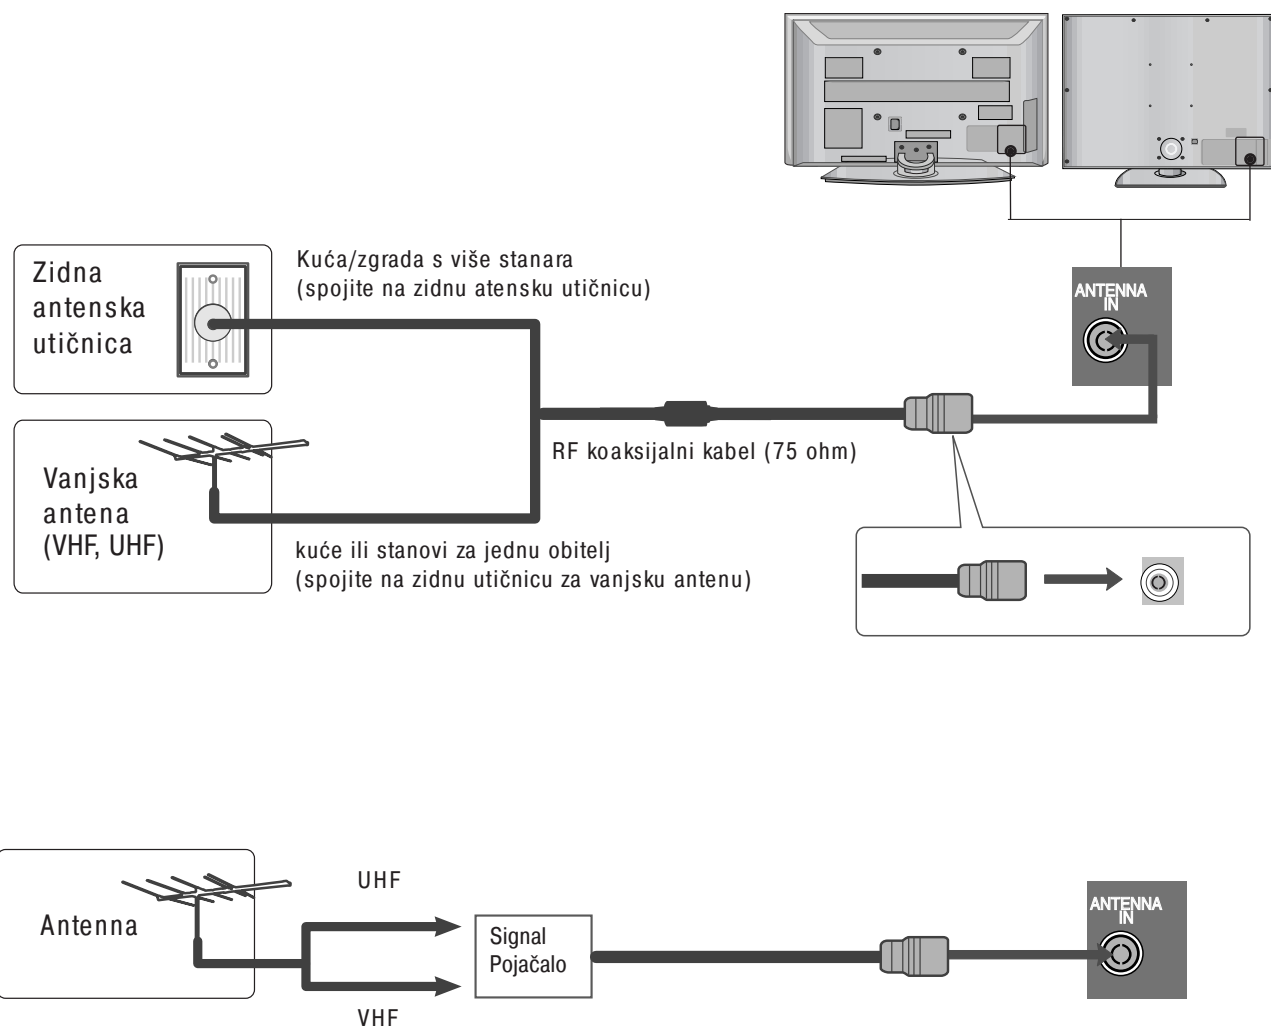 Zidna
antenska
utičnica
Kuća/zgrada s više stanara
(spojite na zidnu atensku utičnicu)
ANTENNA
IN
RF koaksijalni kabel (75 ohm)
Vanjska
antena
(VHF, UHF)
kuće ili stanovi za jednu obitelj
(spojite na zidnu utičnicu za vanjsku antenu)
Antenna
UHF
VHF
Signal
Pojačalo
ANTENNA
IN